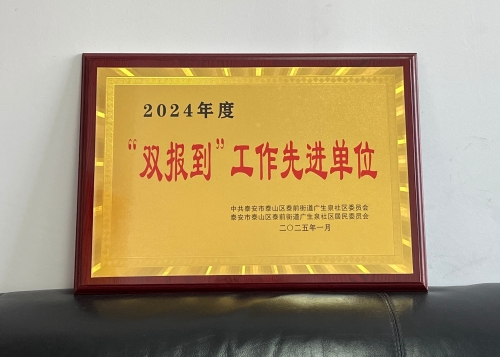 2024年度
“双报到”工作先进单位
中共泰安市泰山区泰前街道广生泉社区委员会
泰安市泰山区泰前街道广生泉社区居民委员会
二〇二五年一月